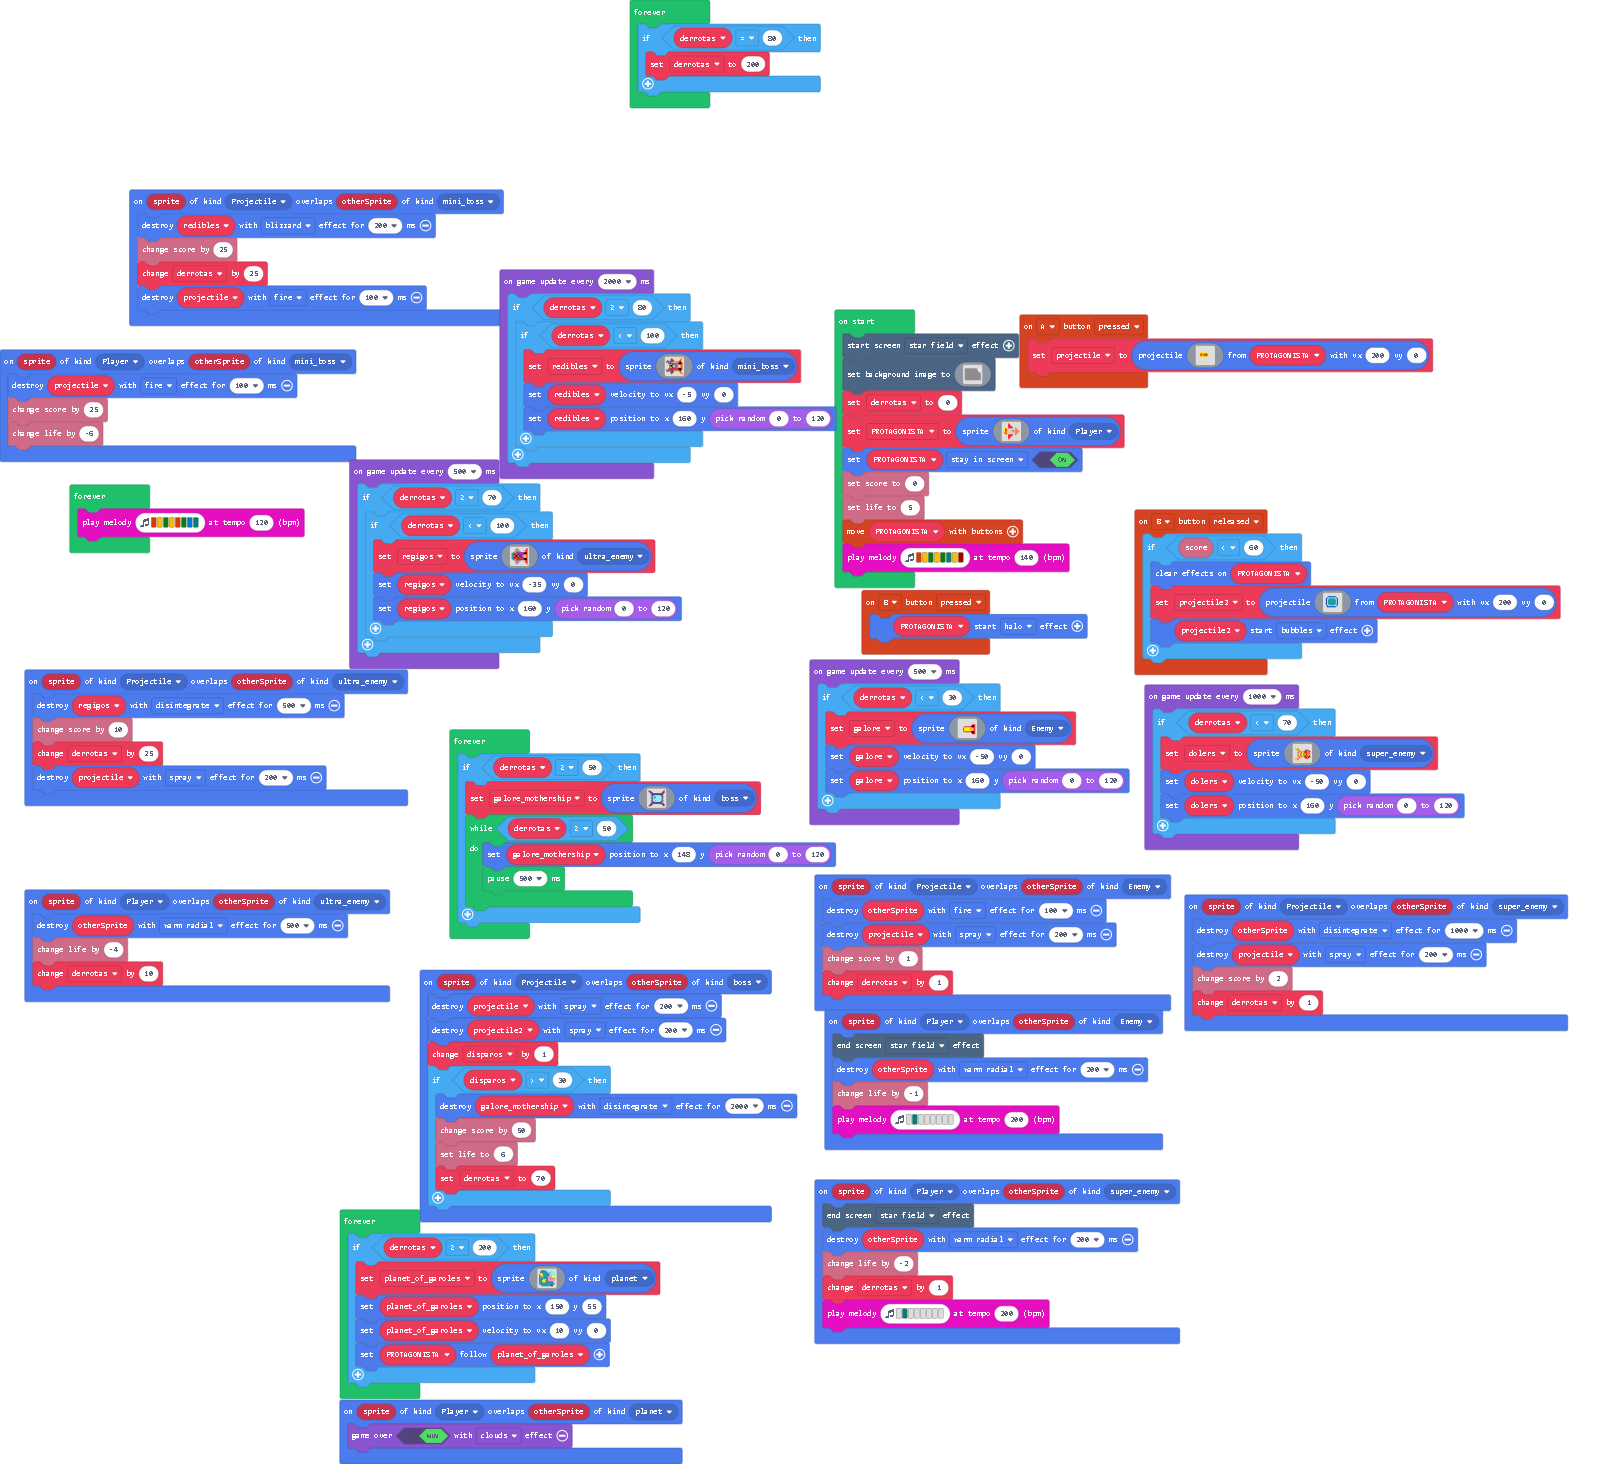 forever
if derrotas = 80 then
set derrotas to 200
on sprite of kind Projectile overlaps otherSprite of kind mini_boss
destroy redibles with blizzard effect for 200 ms
change score by 25
change derrotas by 25
destroy projectile with fire effect for 100 ms
on sprite of kind Player overlaps otherSprite of kind mini_boss
destroy projectile with fire effect for 100 ms
change score by 25
change life by -6
forever
play melody at tempo 120 (bpm)
on game update every 2000 ms
if derrotas ≥ 80 then
if derrotas < 100 then
set redibles to sprite of kind mini_boss
set redibles velocity to vx -5 vy 0
set redibles position to x 160 y pick random 0 to 120
on game update every 500 ms
if derrotas ≥ 70 then
if derrotas < 100 then
set regigos to sprite of kind ultra_enemy
set regigos velocity to vx -35 vy 0
set regigos position to x 160 y pick random 0 to 120
on start
start screen star field effect
set background image to
set derrotas to 0
set PROTAGONISTA to sprite of kind Player
set PROTAGONISTA stay in screen ON
set score to 0
set life to 5
move PROTAGONISTA with buttons
play melody at tempo 140 (bpm)
on A button pressed
set projectile to projectile from PROTAGONISTA with vx 200 vy 0
on B button pressed
PROTAGONISTA start halo effect
on B button released
if score < 60 then
clear effects on PROTAGONISTA
set projectile2 to projectile from PROTAGONISTA with vx 200 vy 0
projectile2 start bubbles effect
on sprite of kind Projectile overlaps otherSprite of kind ultra_enemy
destroy regigos with disintegrate effect for 500 ms
change score by 10
change derrotas by 25
destroy projectile with spray effect for 200 ms
on game update every 500 ms
if derrotas < 30 then
set galore to sprite of kind Enemy
set galore velocity to vx -50 vy 0
set galore position to x 160 y pick random 0 to 120
on game update every 1000 ms
if derrotas < 70 then
set dolers to sprite of kind super_enemy
set dolers velocity to vx -50 vy 0
set dolers position to x 160 y pick random 0 to 120
forever
if derrotas ≥ 50 then
set galore_mothership to sprite of kind boss
while derrotas ≥ 50
do set galore_mothership position to x 148 y pick random 0 to 120
pause 500 ms
on sprite of kind Player overlaps otherSprite of kind ultra_enemy
destroy otherSprite with warm radial effect for 500 ms
change life by -4
change derrotas by 10
on sprite of kind Projectile overlaps otherSprite of kind Enemy
destroy otherSprite with fire effect for 100 ms
destroy projectile with spray effect for 200 ms
change score by 1
change derrotas by 1
on sprite of kind Projectile overlaps otherSprite of kind super_enemy
destroy otherSprite with disintegrate effect for 1000 ms
destroy projectile with spray effect for 200 ms
change score by 2
change derrotas by 1
on sprite of kind Projectile overlaps otherSprite of kind boss
destroy projectile with spray effect for 200 ms
destroy projectile2 with spray effect for 200 ms
change disparos by 1
if disparos > 30 then
destroy galore_mothership with disintegrate effect for 2000 ms
change score by 50
set life to 6
set derrotas to 70
on sprite of kind Player overlaps otherSprite of kind Enemy
end screen star field effect
destroy otherSprite with warm radial effect for 200 ms
change life by -1
play melody at tempo 200 (bpm)
on sprite of kind Player overlaps otherSprite of kind super_enemy
end screen star field effect
destroy otherSprite with warm radial effect for 200 ms
change life by -2
change derrotas by 1
play melody at tempo 200 (bpm)
forever
if derrotas ≥ 200 then
set planet_of_garoles to sprite of kind planet
set planet_of_garoles position to x 150 y 55
set planet_of_garoles velocity to vx 10 vy 0
set PROTAGONISTA follow planet_of_garoles
on sprite of kind Player overlaps otherSprite of kind planet
game over WIN with clouds effect